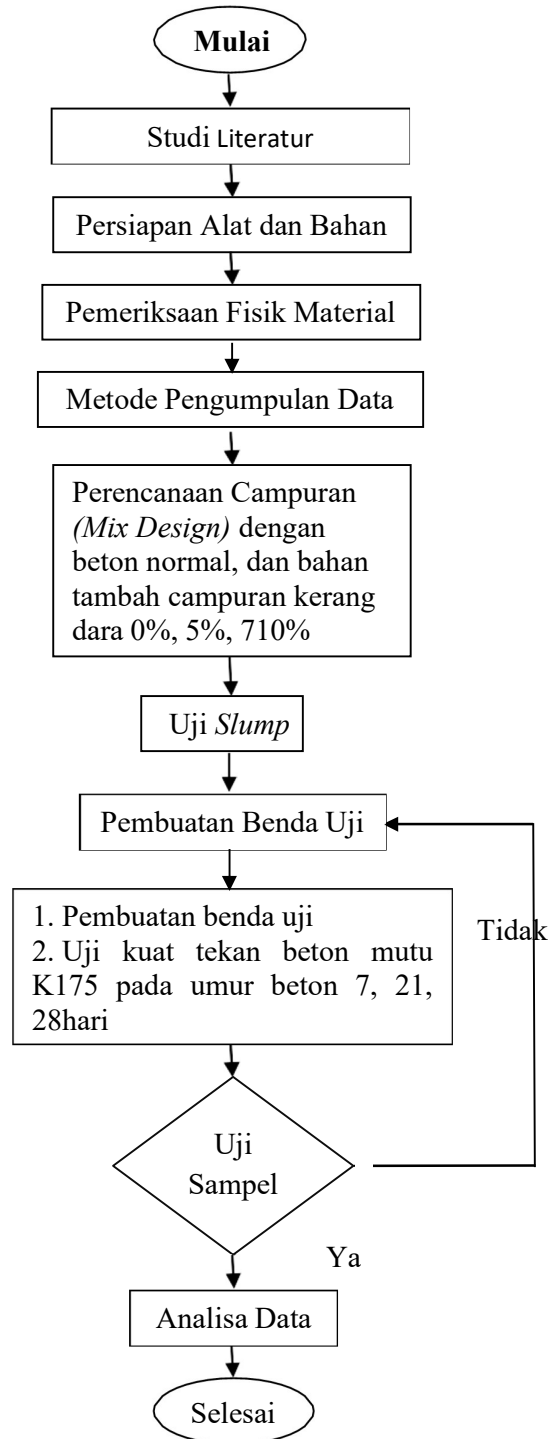 Mulai
Studi Literatur
Persiapan Alat dan Bahan
Pemeriksaan Fisik Material
Metode Pengumpulan Data
Perencanaan Campuran
(Mix Design) dengan
beton normal, dan bahan
tambah campuran kerang
dara 0%, 5%, 710%
Uji Slump
Pembuatan Benda Uji
1. Pembuatan benda uji
2. Uji kuat tekan beton mutu
K175 pada umur beton 7, 21,
28hari
Tidak
Uji
Sampel
Ya
Analisa Data
Selesai